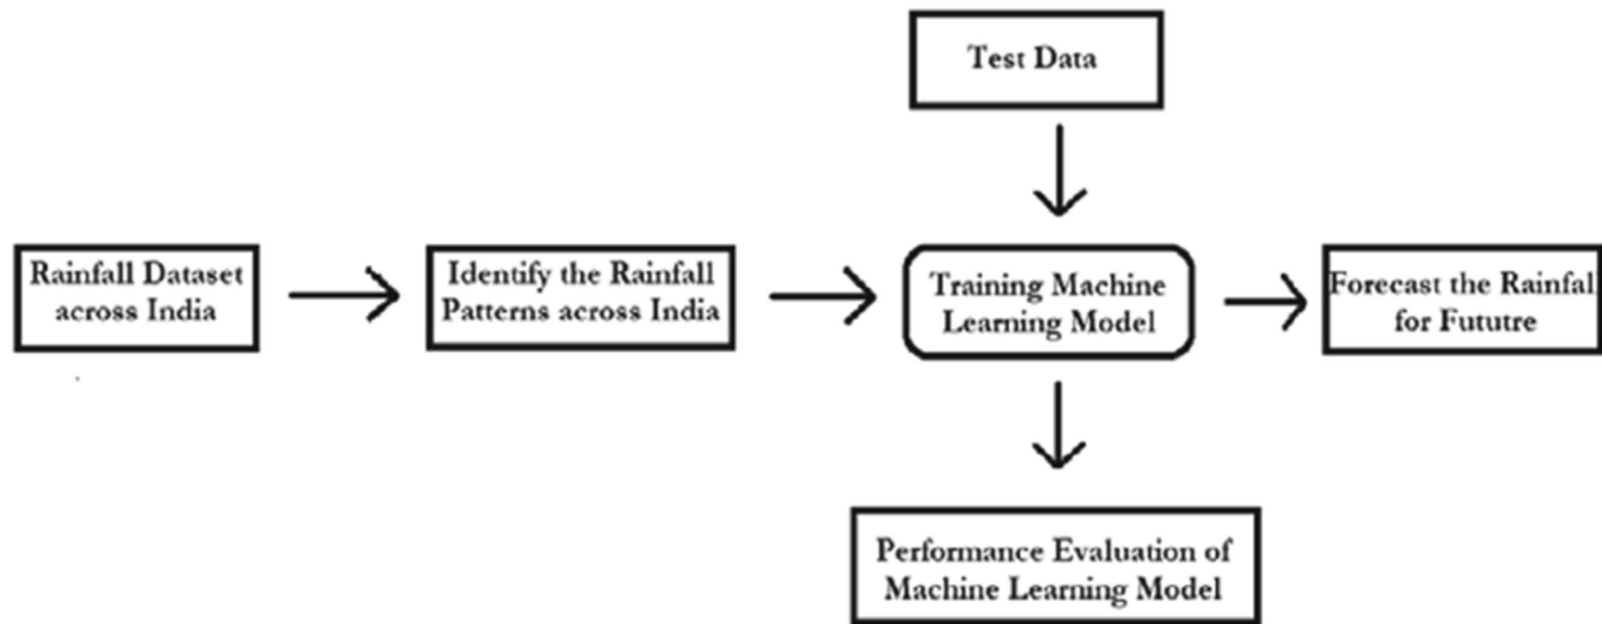 Test Data
Rainfall Dataset
across India
Identify the Rainfall
Patterns across India
Training Machine
Learning Model
Forecast the Rainfal
for Fututre
Performance Evaluation of
Machine Learning Model